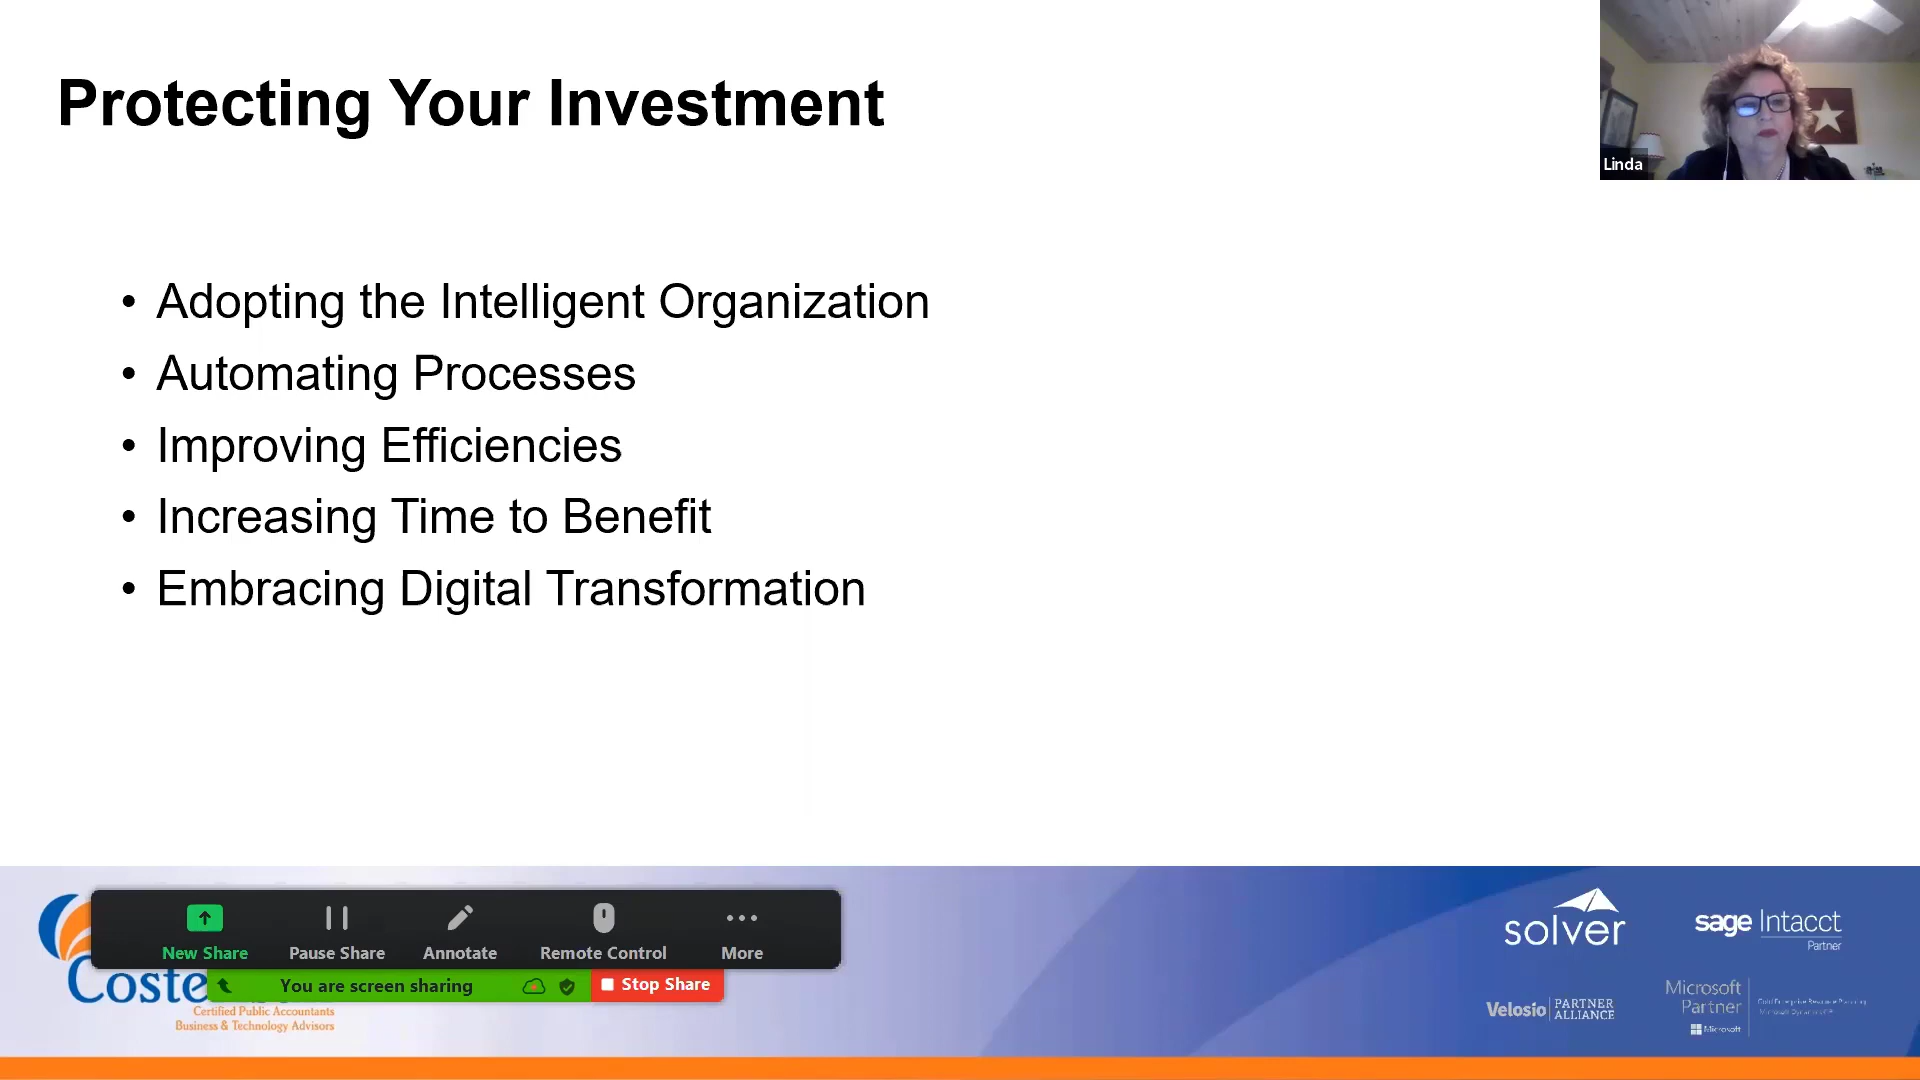 Protecting Your Investment
Linda
• Adopting the Intelligent Organization
• Automating Processes
• Improving Efficiencies
• Increasing Time to Benefit
• Embracing Digital Transformation
New Share
Pause Share
Annotate
Remote Control
More
You are screen sharing
Stop Share
Coste
Certified Public Accountants
Business & Technology Advisors
solver
sage Intacct
Partner
Velosio PARTNER
ALLIANCE
Microsoft
Partner
Microsoft